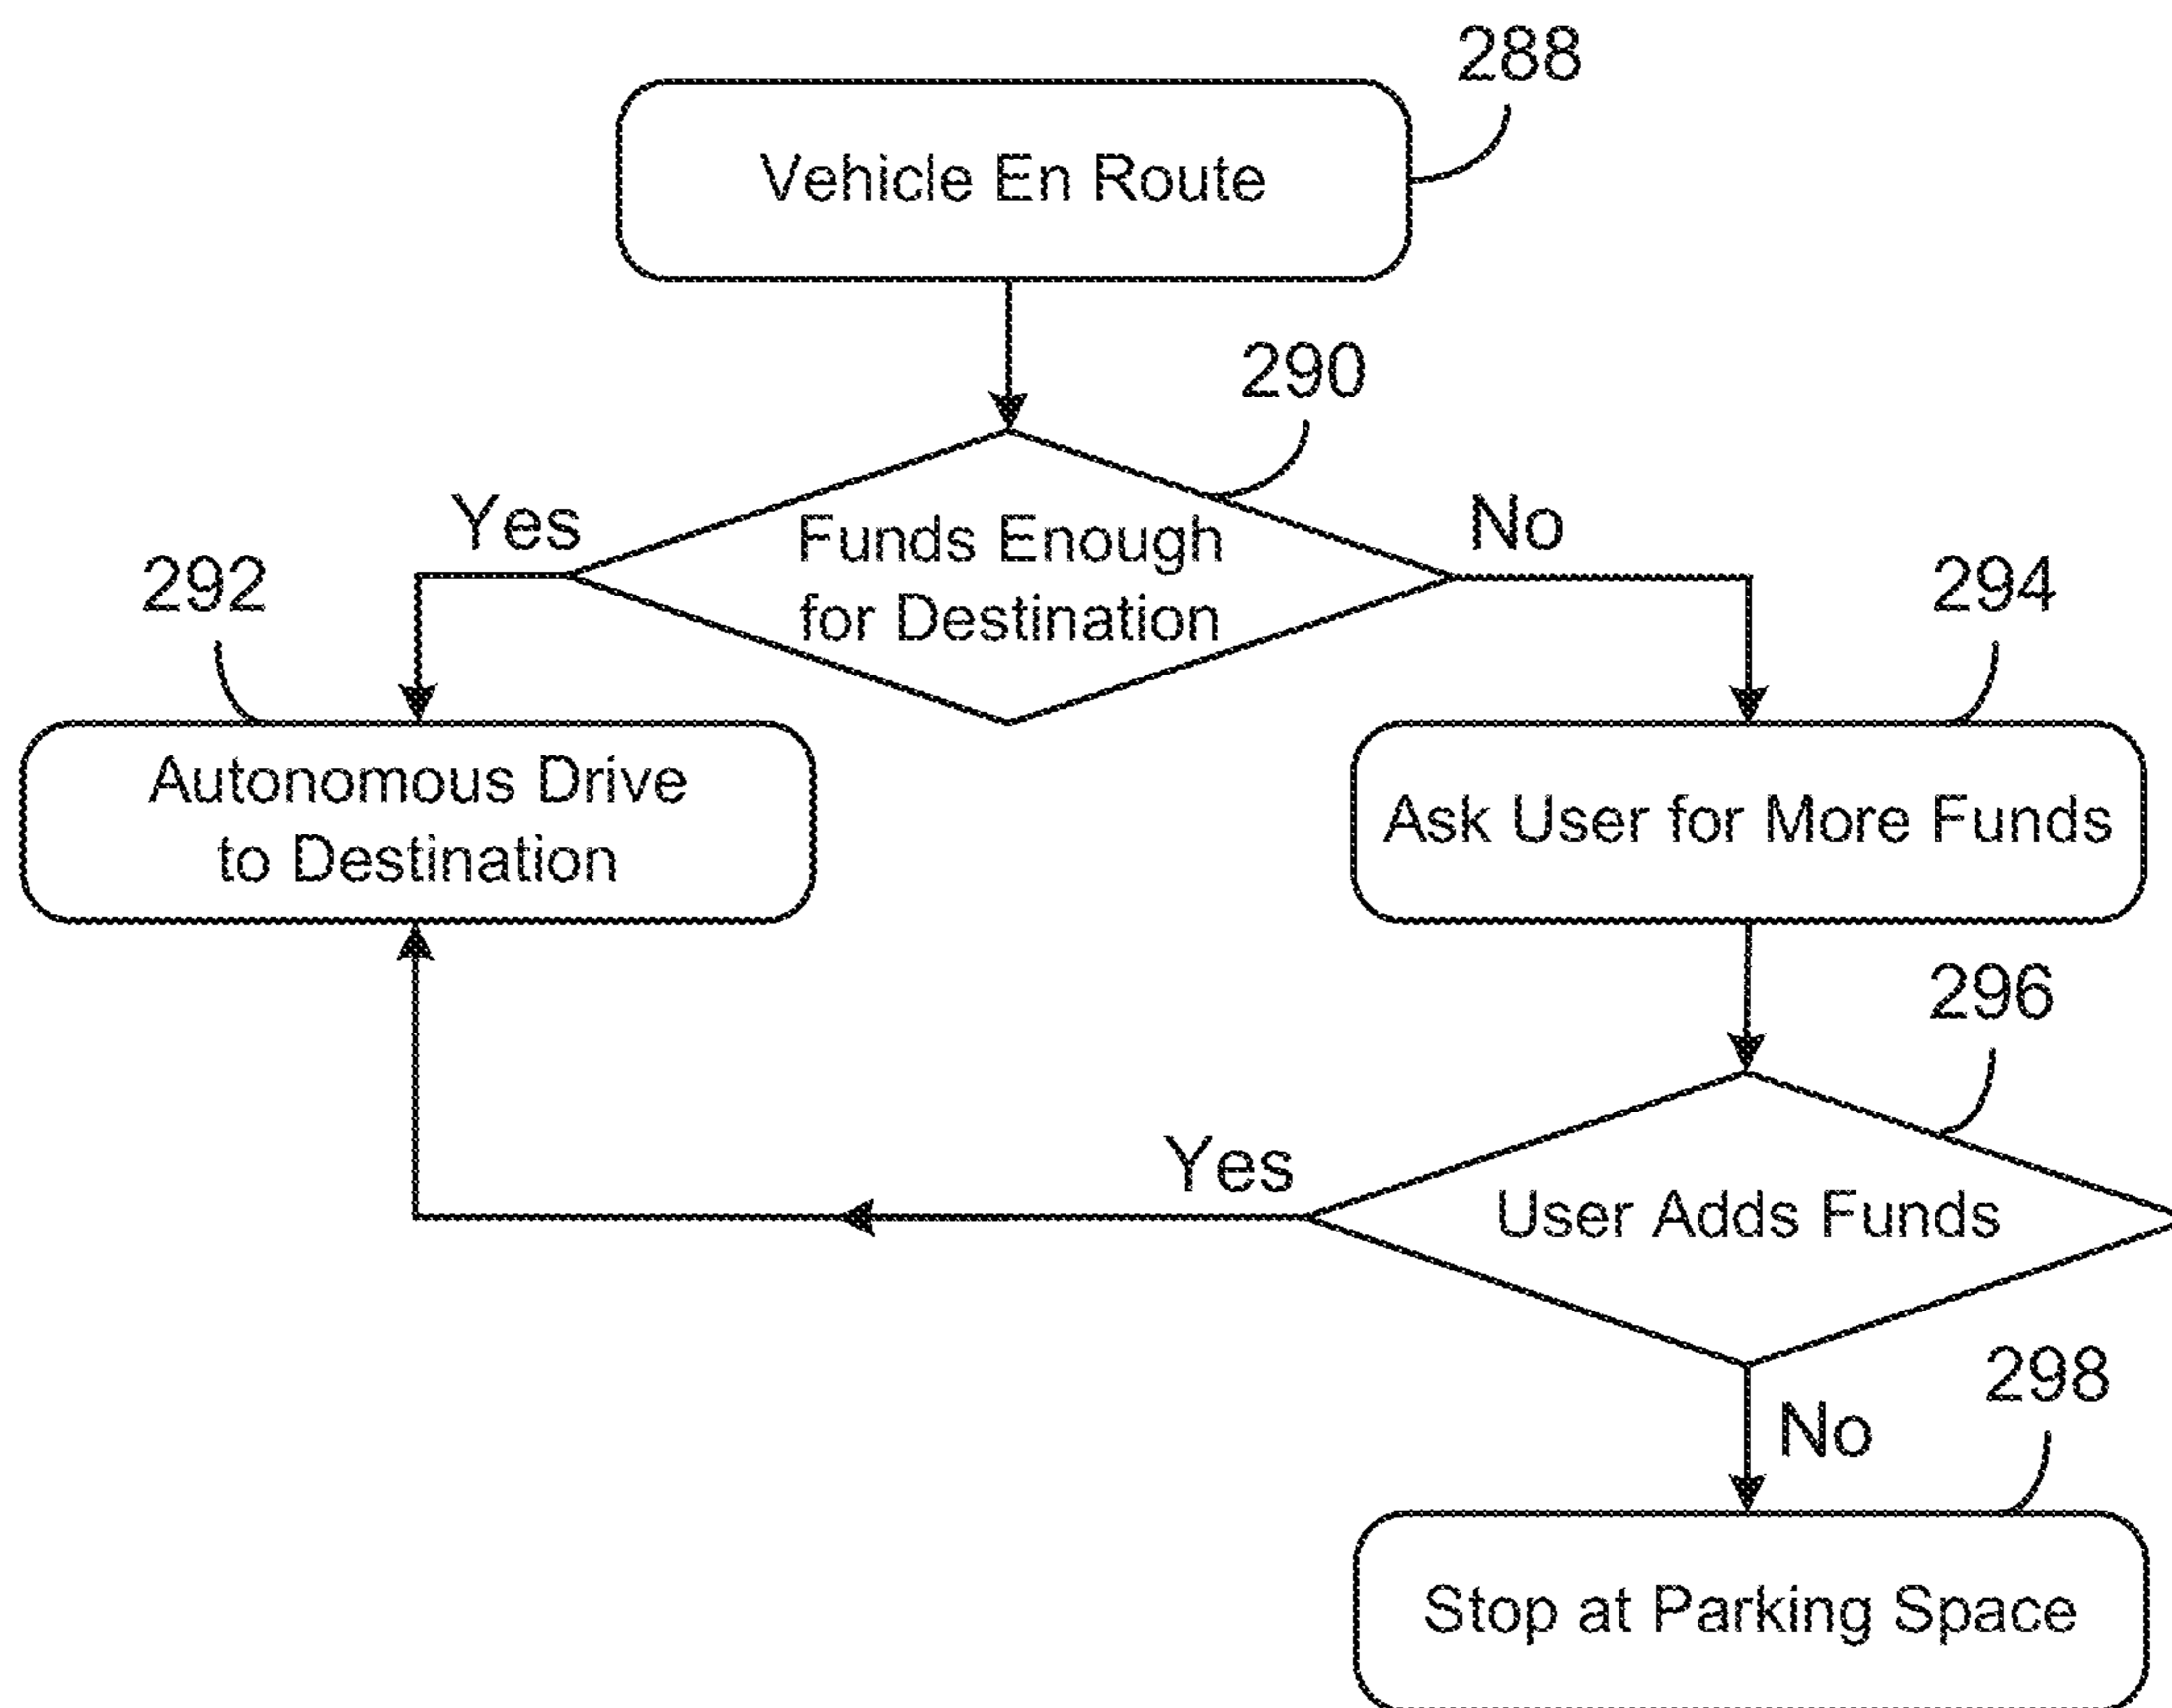 288
Vehicle En Route
290
Yes
No
Funds Enough
for Destination
292
294
Autonomous Drive
to Destination
Ask User for More Funds
296
Yes
User Adds Funds
298
No
Stop at Parking Space